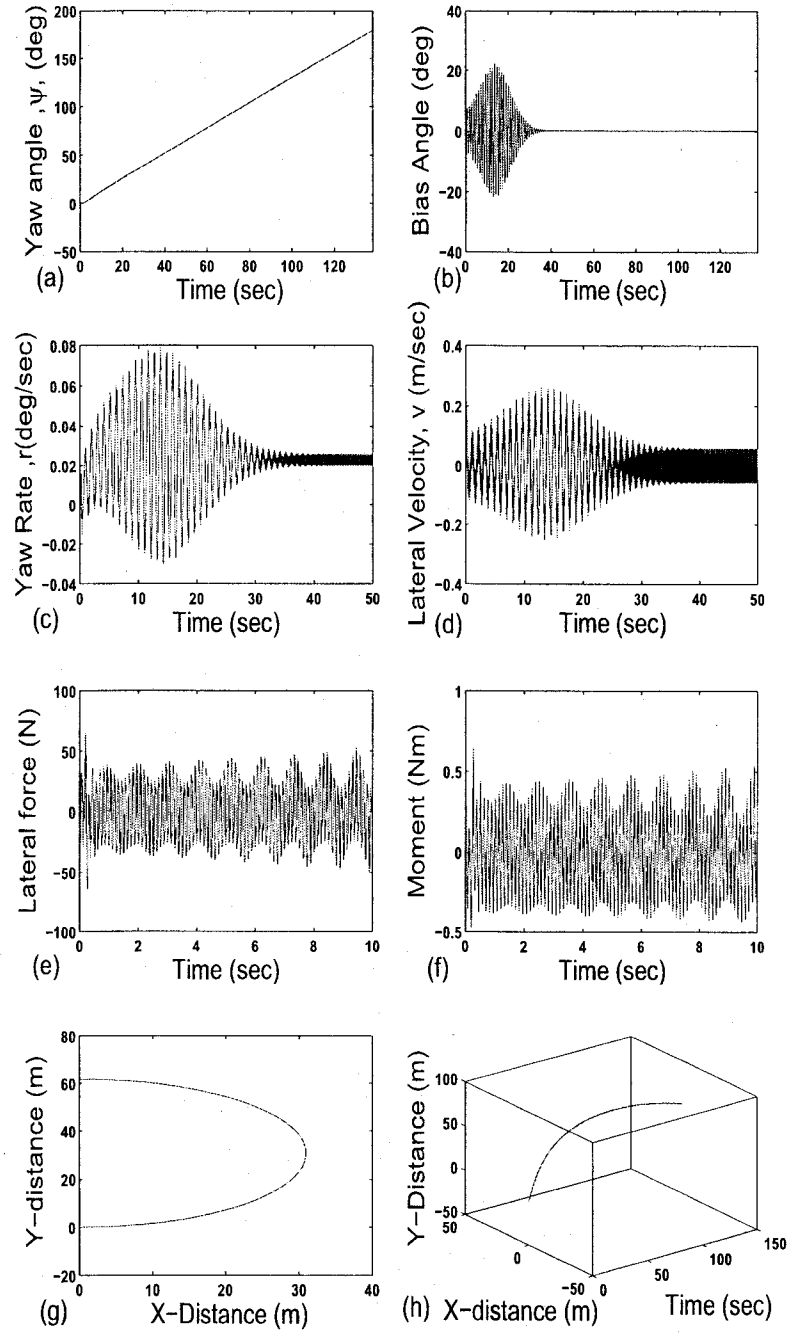 Yaw angle ,ψ, (deg)
200
150
100
50
0
−50
0 20 40 60 80 100 120
(a)
Time (sec)
Bias Angle (deg)
40
20
0
−20
−40
0 20 40 60 80 100 120
(b)
Time (sec)
Yaw Rate ,r(deg/sec)
0.08
0.06
0.04
0.02
0
−0.02
−0.04
0 10 20 30 40 50
(c)
Time (sec)
Lateral Velocity, v (m/sec)
0.4
0.2
0
−0.2
−0.4
0 10 20 30 40 50
(d)
Time (sec)
Lateral force (N)
100
50
0
−50
−100
0 2 4 6 8 10
(e)
Time (sec)
Moment (Nm)
1
0.5
0
−0.5
0 2 4 6 8 10
(f)
Time (sec)
Y−distance (m)
80
60
40
20
0
−20
0 10 20 30 40
(g)
X−Distance (m)
Y−Distance (m)
100
50
0
−50
50
0
−50
0
50
100
150
(h)
X−distance (m)
Time (sec)